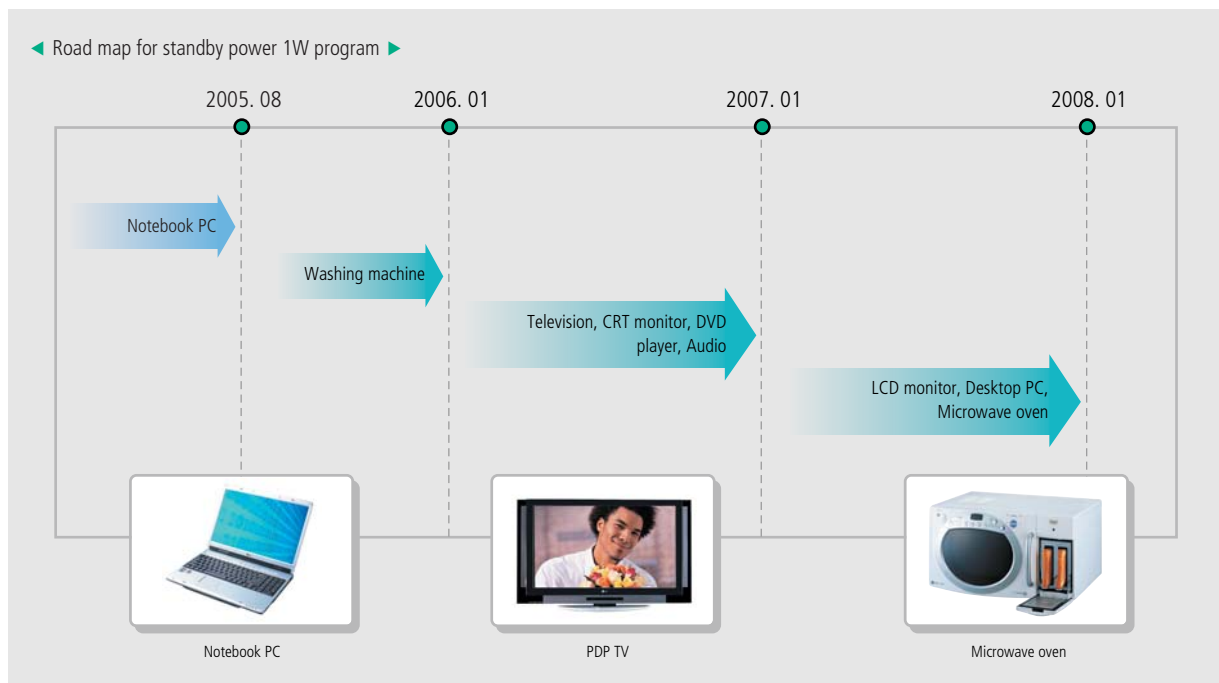 Road map for standby power 1W program
2005. 08
2006. 01
2007. 01
2008. 01
Notebook PC
Washing machine
Television, CRT monitor, DVD
player, Audio
LCD monitor, Desktop PC,
Microwave oven
Notebook PC
PDP TV
Microwave oven